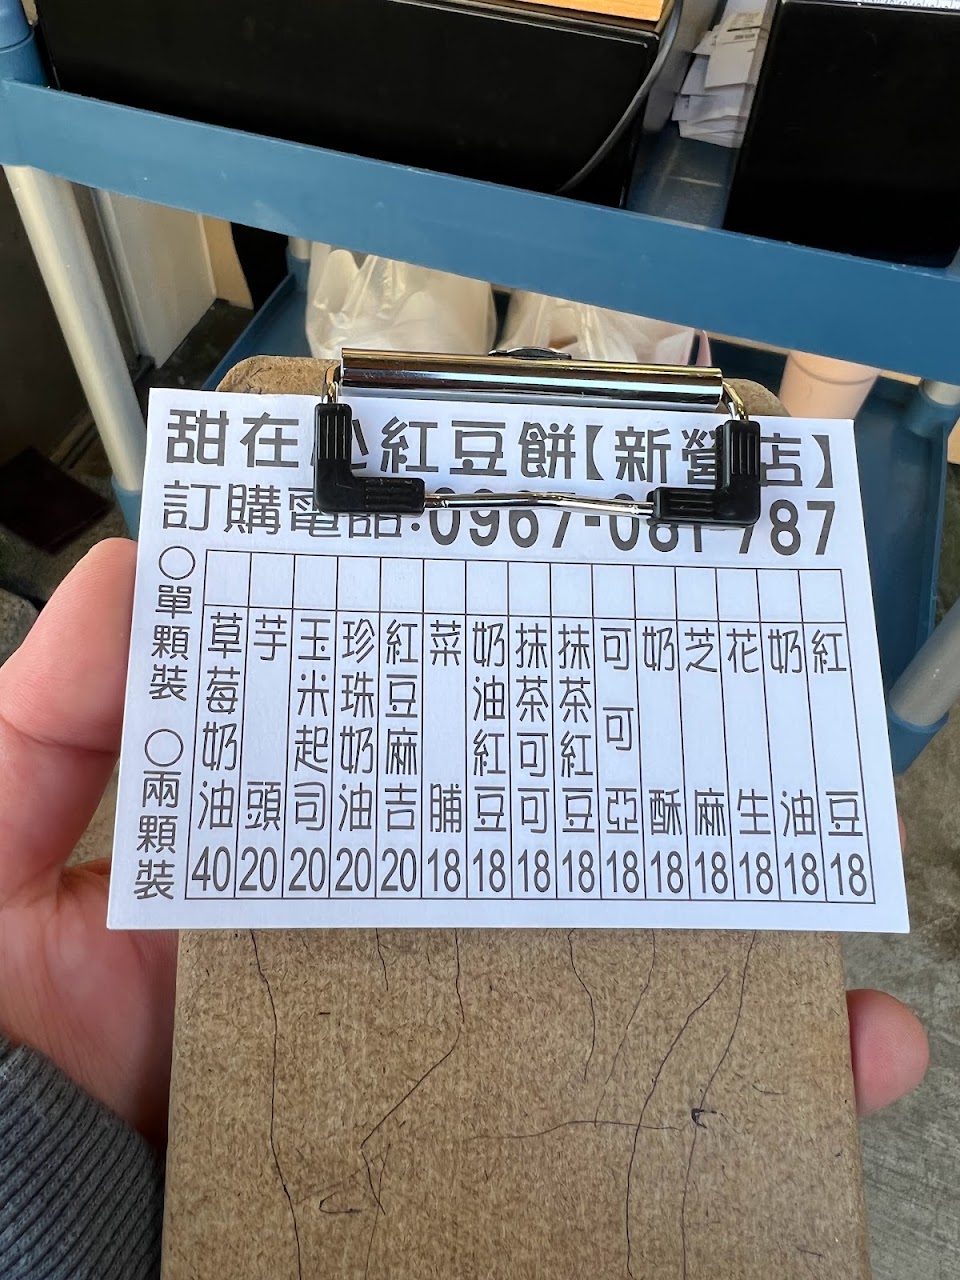 甜在心紅豆餅【新營店】
訂購電話:0967-081-787
紅豆18
奶油18
花生18
芝麻18
奶酥18
可可亞18
抹茶紅豆18
抹茶可可18
奶油紅豆18
菜脯18
紅豆麻吉20
珍珠奶油20
玉米起司20
芋頭20
草莓奶油40
○單顆裝 ○兩顆裝